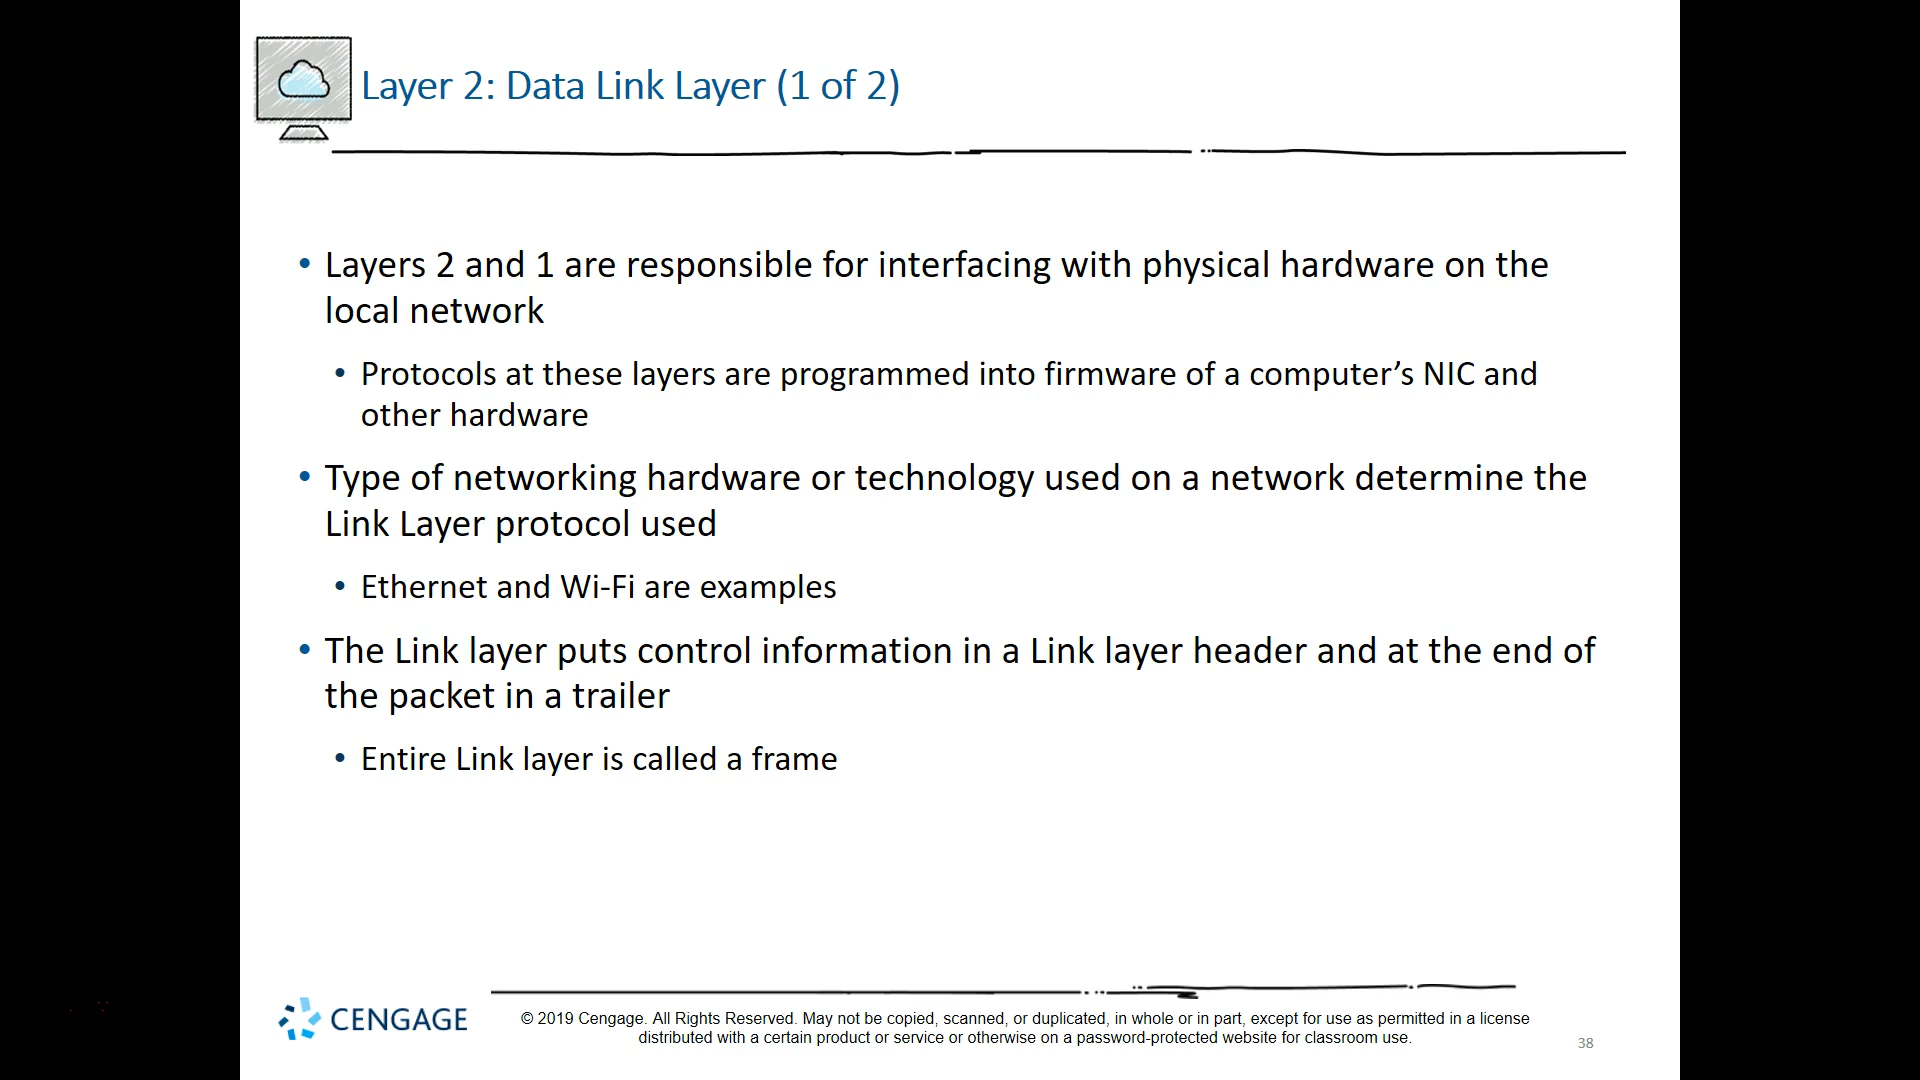 Layer 2: Data Link Layer (1 of 2)
• Layers 2 and 1 are responsible for interfacing with physical hardware on the
local network
• Protocols at these layers are programmed into firmware of a computer’s NIC and
other hardware
• Type of networking hardware or technology used on a network determine the
Link Layer protocol used
• Ethernet and Wi-Fi are examples
• The Link layer puts control information in a Link layer header and at the end of
the packet in a trailer
• Entire Link layer is called a frame
CENGAGE
© 2019 Cengage. All Rights Reserved. May not be copied, scanned, or duplicated, in whole or in part, except for use as permitted in a license
distributed with a certain product or service or otherwise on a password-protected website for classroom use.
38